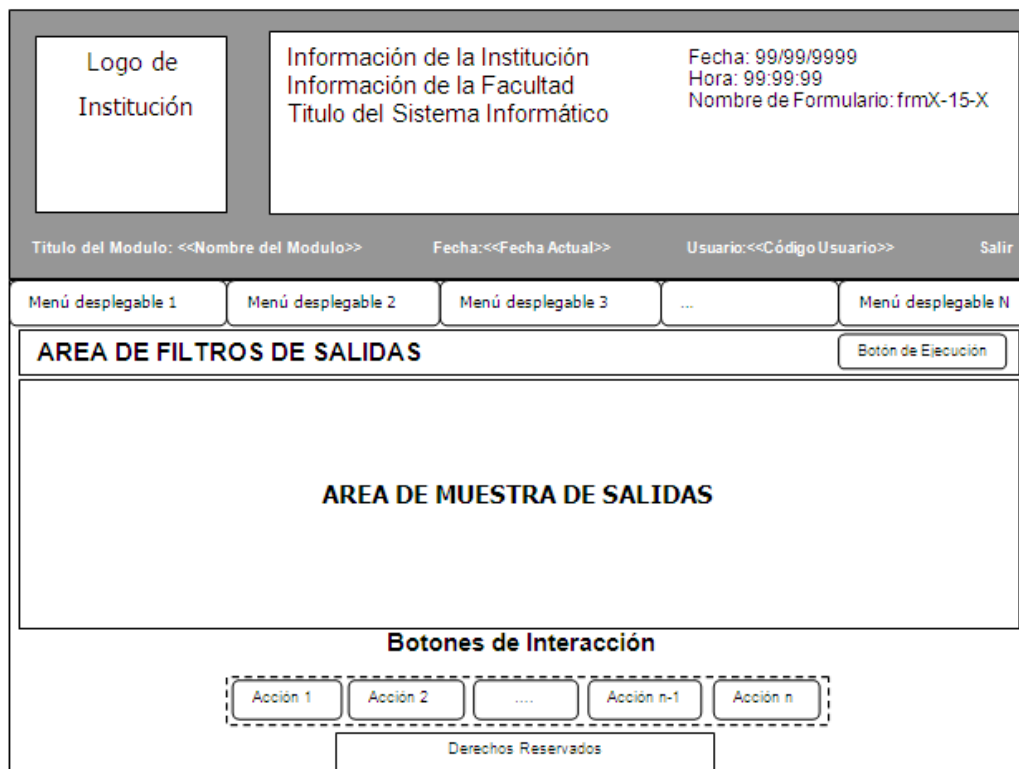 Logo de
Institución
Información de la Institución
Información de la Facultad
Titulo del Sistema Informático
Fecha: 99/99/9999
Hora: 99:99:99
Nombre de Formulario: frmX-15-X
Titulo del Modulo: <<Nombre del Modulo>> Fecha:<<Fecha Actual>> Usuario:<<Código Usuario>> Salir
Menú desplegable 1 Menú desplegable 2 Menú desplegable 3 ... Menú desplegable N
AREA DE FILTROS DE SALIDAS Botón de Ejecución
AREA DE MUESTRA DE SALIDAS
Botones de Interacción
Acción 1 Acción 2 .... Acción n-1 Acción n
Derechos Reservados